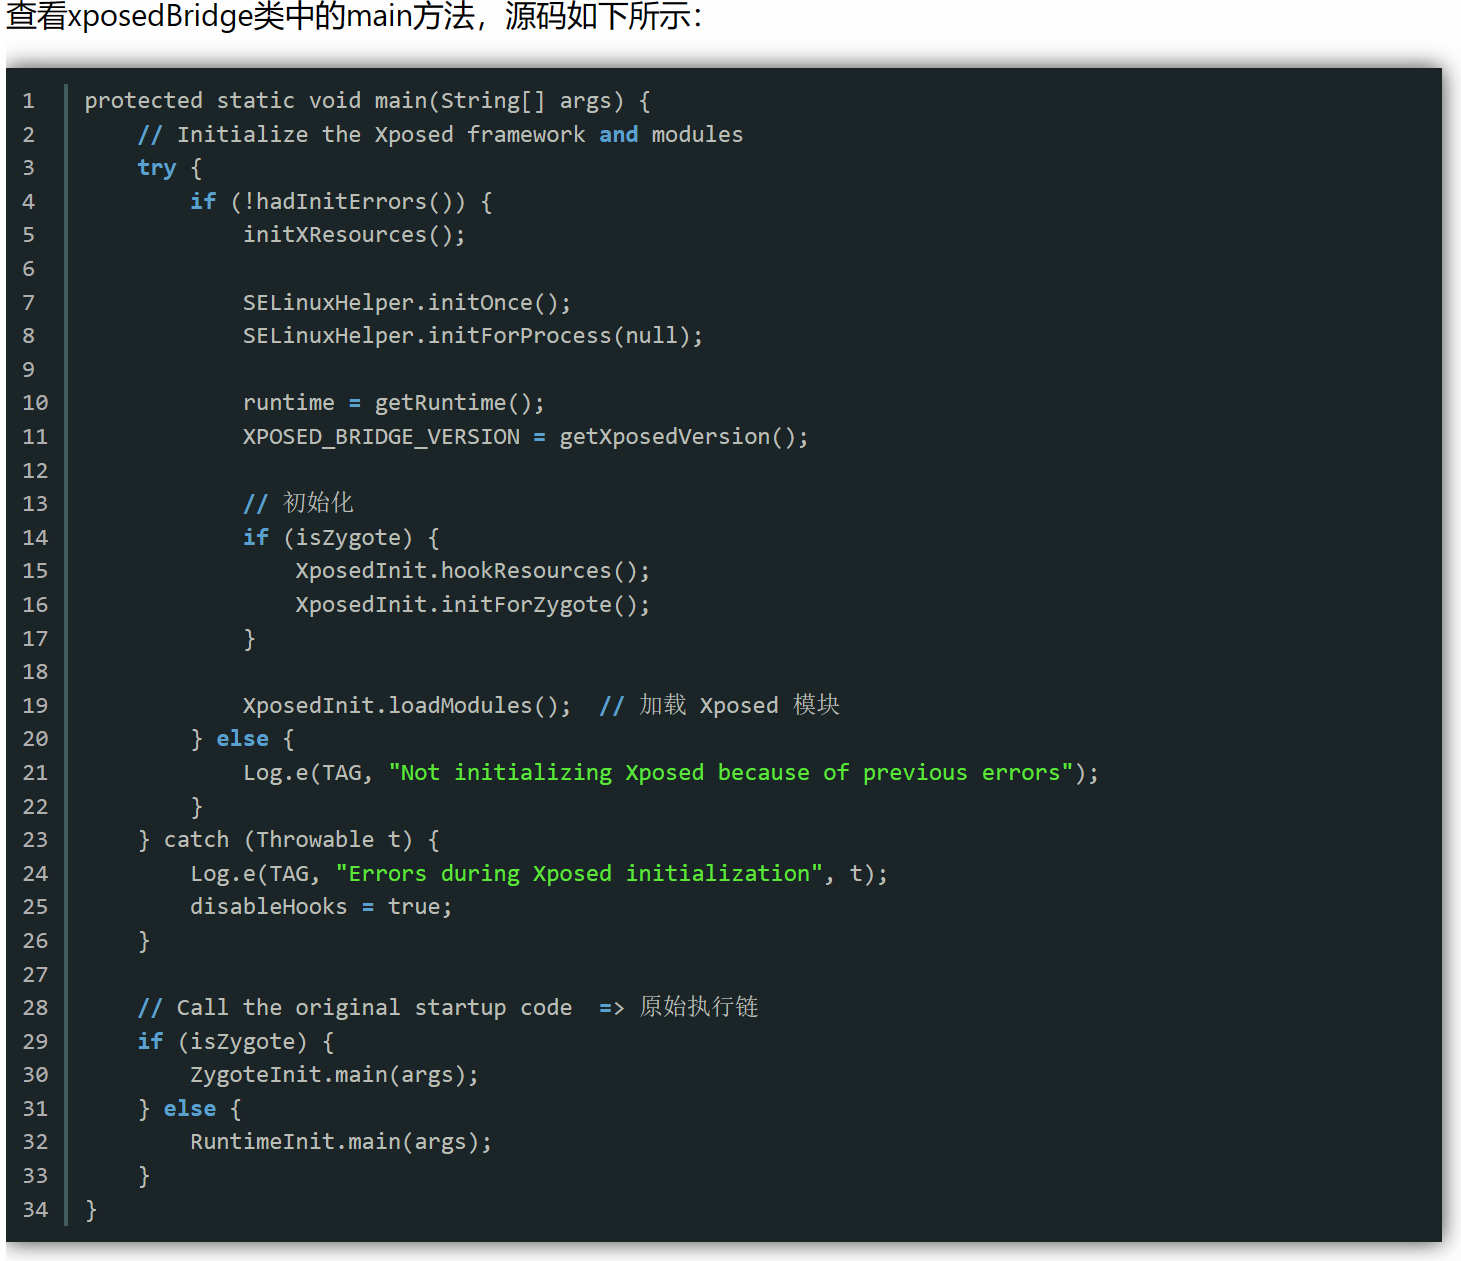 查看xposedBridge类中的main方法，源码如下所示：
1 protected static void main(String[] args) {
2     // Initialize the Xposed framework and modules
3     try {
4         if (!hadInitErrors()) {
5             initXResources();
6
7             SELinuxHelper.initOnce();
8             SELinuxHelper.initForProcess(null);
9
10             runtime = getRuntime();
11             XPOSED_BRIDGE_VERSION = getXposedVersion();
12
13             // 初始化
14             if (isZygote) {
15                 XposedInit.hookResources();
16                 XposedInit.initForZygote();
17             }
18
19             XposedInit.loadModules();  // 加载 Xposed 模块
20         } else {
21             Log.e(TAG, "Not initializing Xposed because of previous errors");
22         }
23     } catch (Throwable t) {
24         Log.e(TAG, "Errors during Xposed initialization", t);
25         disableHooks = true;
26     }
27
28     // Call the original startup code  => 原始执行链
29     if (isZygote) {
30         ZygoteInit.main(args);
31     } else {
32         RuntimeInit.main(args);
33     }
34 }